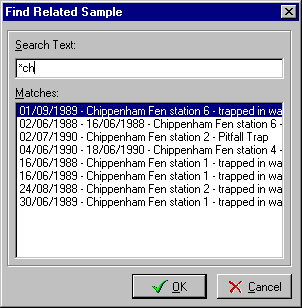 Find Related Sample
Search Text:
*ch
Matches:
01/09/1989 - Chippenham Fen station 6 - trapped in wa
02/06/1988 - 16/06/1988 - Chippenham Fen station 6 -
02/07/1990 - Chippenham Fen station 2 - Pitfall Trap
04/06/1990 - 18/06/1990 - Chippenham Fen station 4 -
16/08/1988 - Chippenham Fen station 1 - trapped in wa
16/08/1989 - Chippenham Fen station 1 - trapped in wa
24/08/1988 - Chippenham Fen station 2 - trapped in wa
30/06/1989 - Chippenham Fen station 1 - trapped in wa
OK Cancel